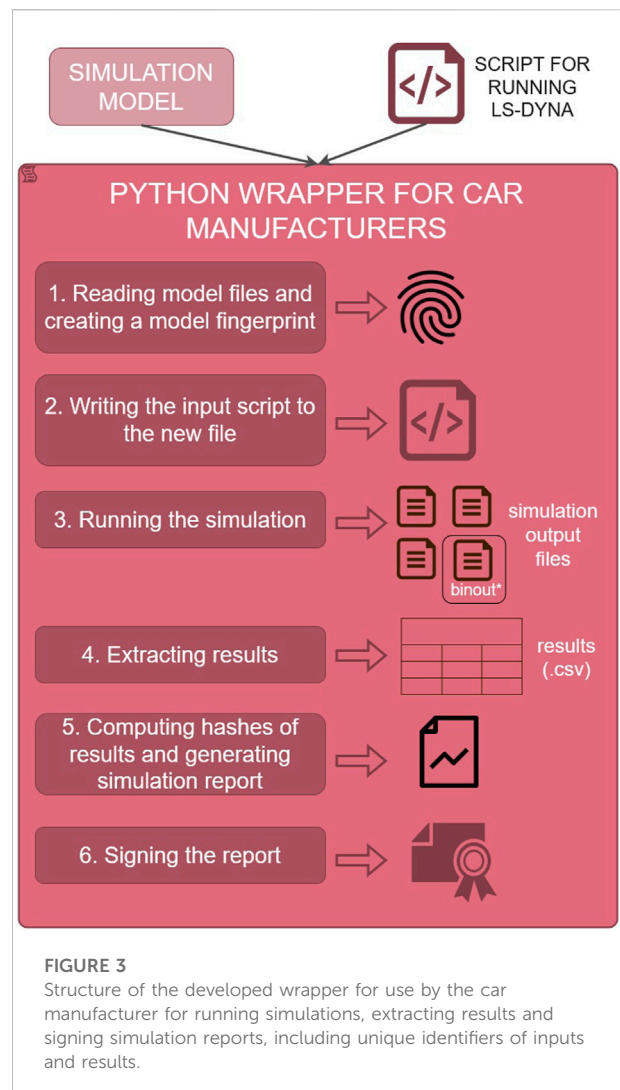 SIMULATION
MODEL
</>
SCRIPT FOR
RUNNING
LS-DYNA
PYTHON WRAPPER FOR CAR
MANUFACTURERS
1. Reading model files and
creating a model fingerprint
2. Writing the input script to
the new file
</>
3. Running the simulation
simulation
output
files
binout*
4. Extracting results
results
(.csv)
5. Computing hashes of
results and generating
simulation report
6. Signing the report
FIGURE 3
Structure of the developed wrapper for use by the car
manufacturer for running simulations, extracting results and
signing simulation reports, including unique identifiers of inputs
and results.